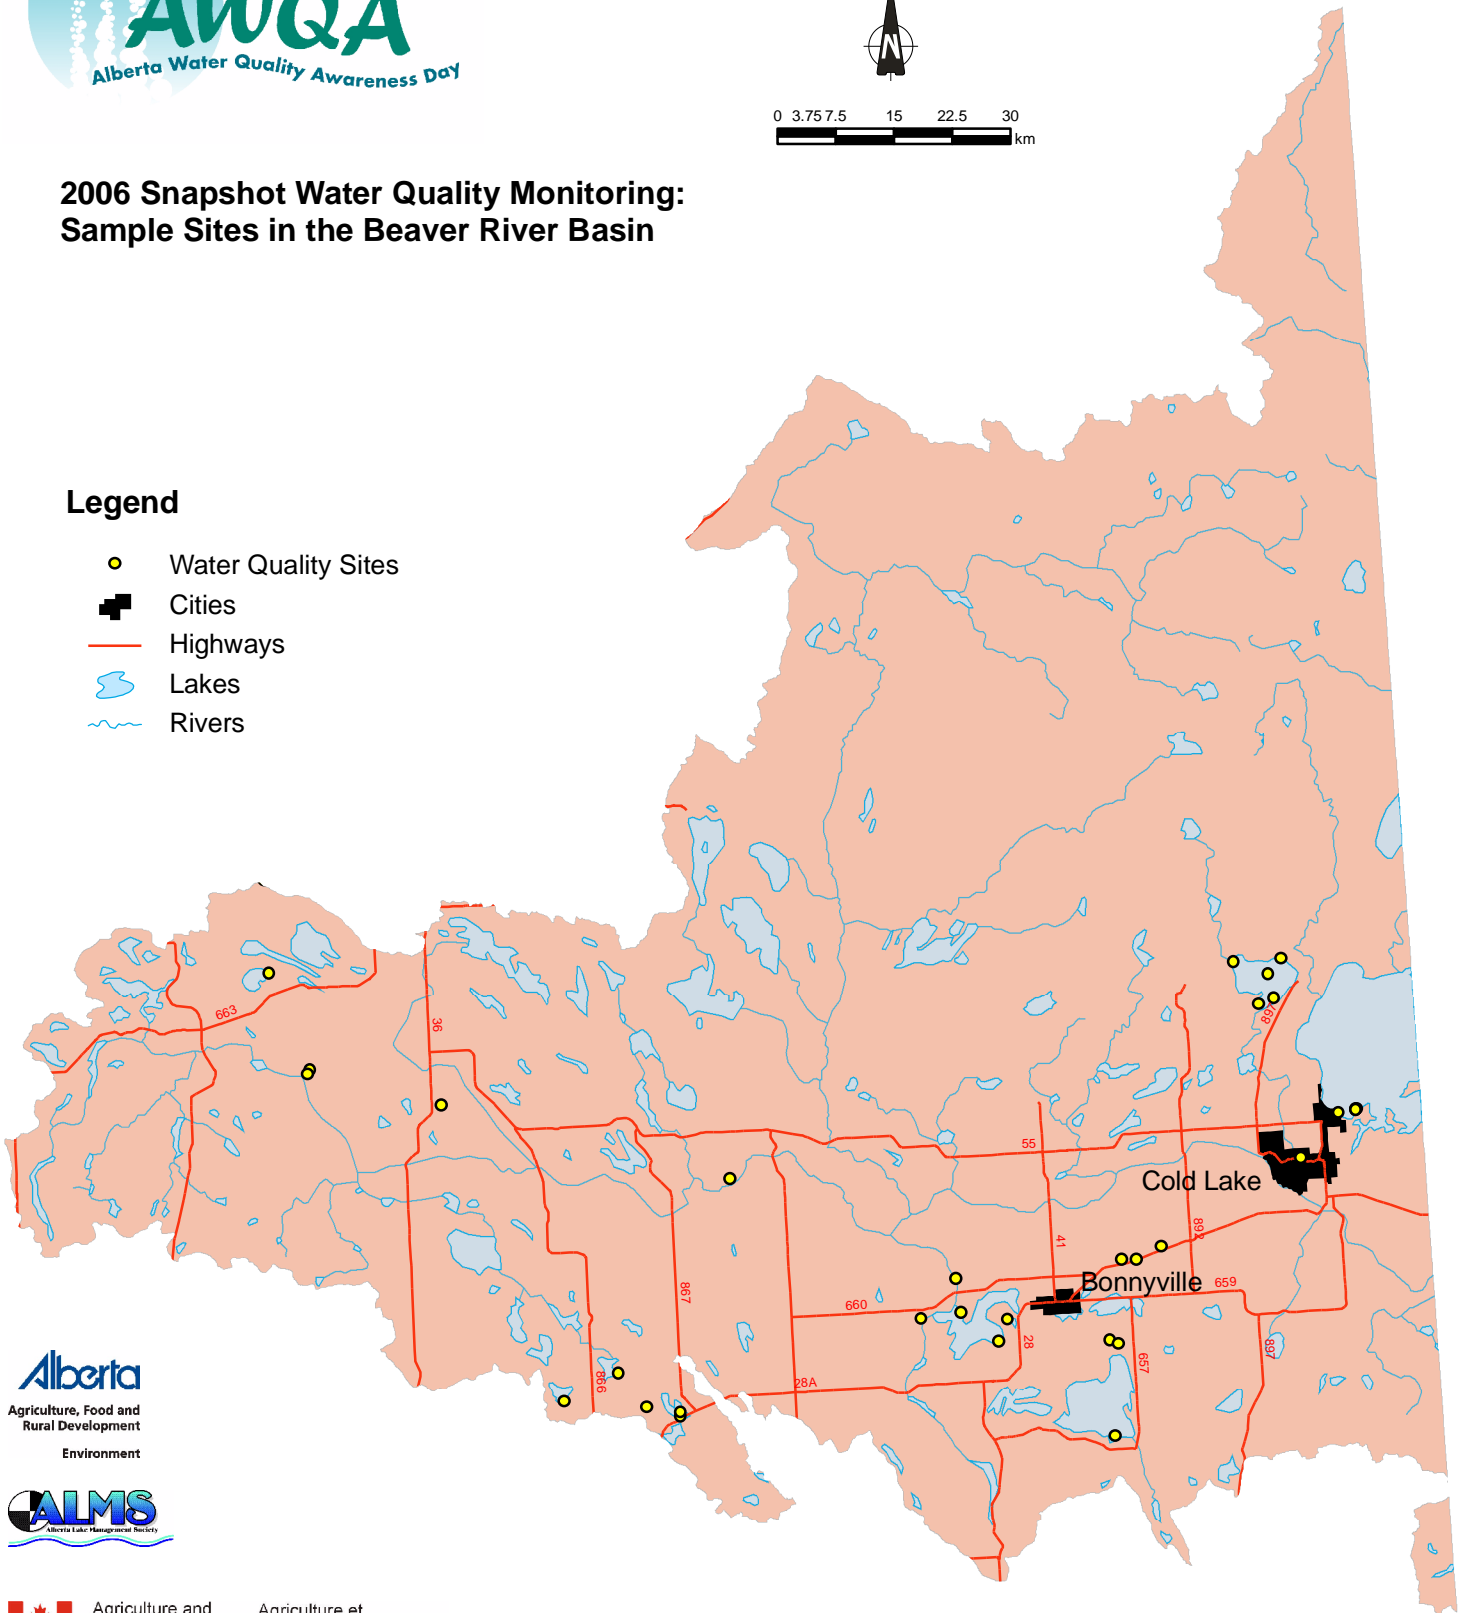 AWQA
Alberta Water Quality Awareness Day
N
0 3.75 7.5 15 22.5 30
km
2006 Snapshot Water Quality Monitoring:
Sample Sites in the Beaver River Basin
Legend
Water Quality Sites
Cities
Highways
Lakes
Rivers
663
36
897
55
Cold Lake
41
892
Bonnyville
659
660
867
28
657
897
866
28A
Alberta
Agriculture, Food and
Rural Development
Environment
ALMS
Alberta Lake Management Society
Agriculture and Agriculture et